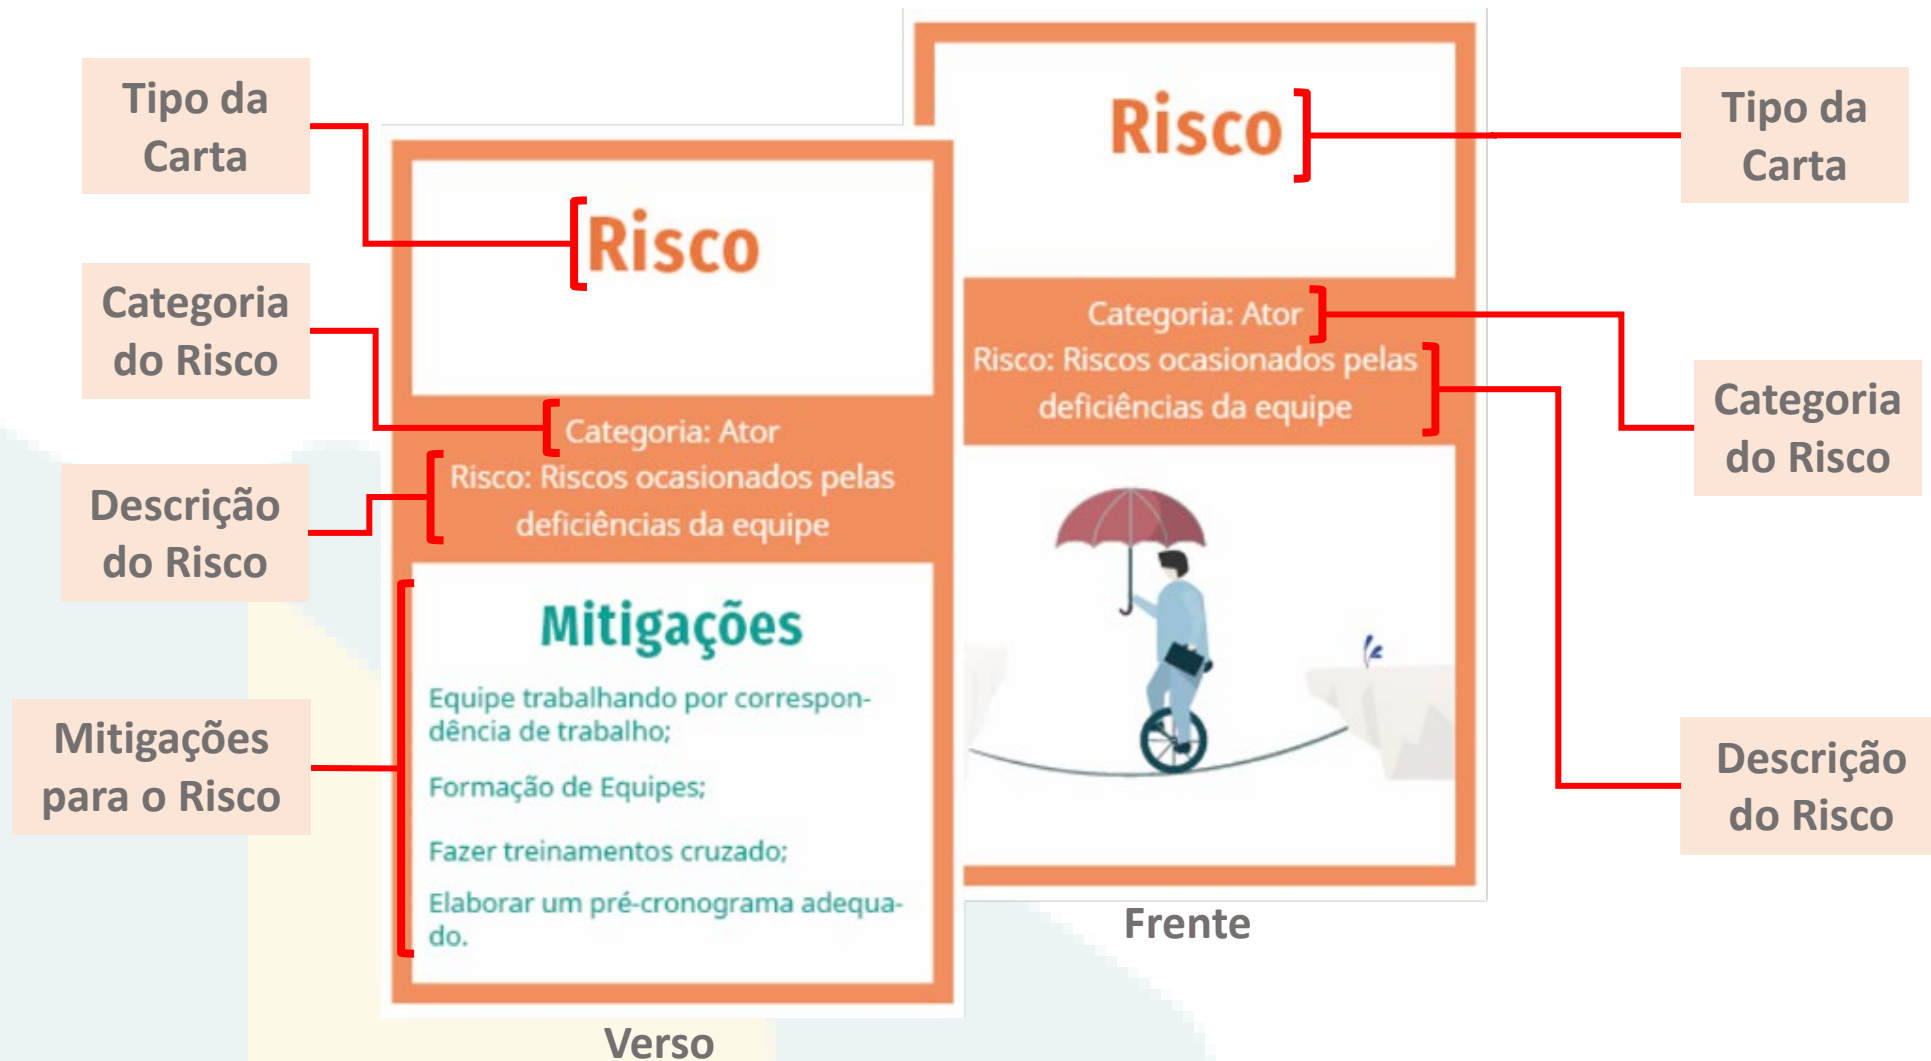 Tipo da
Carta
Categoria
do Risco
Descrição
do Risco
Mitigações
para o Risco
Risco
Categoria: Ator
Risco: Riscos ocasionados pelas
deficiências da equipe
Mitigações
Equipe trabalhando por correspon-
dência de trabalho;
Formação de Equipes;
Fazer treinamentos cruzado;
Elaborar um pré-cronograma adequa-
do.
Verso
Risco
Categoria: Ator
Risco: Riscos ocasionados pelas
deficiências da equipe
Frente
Tipo da
Carta
Categoria
do Risco
Descrição
do Risco